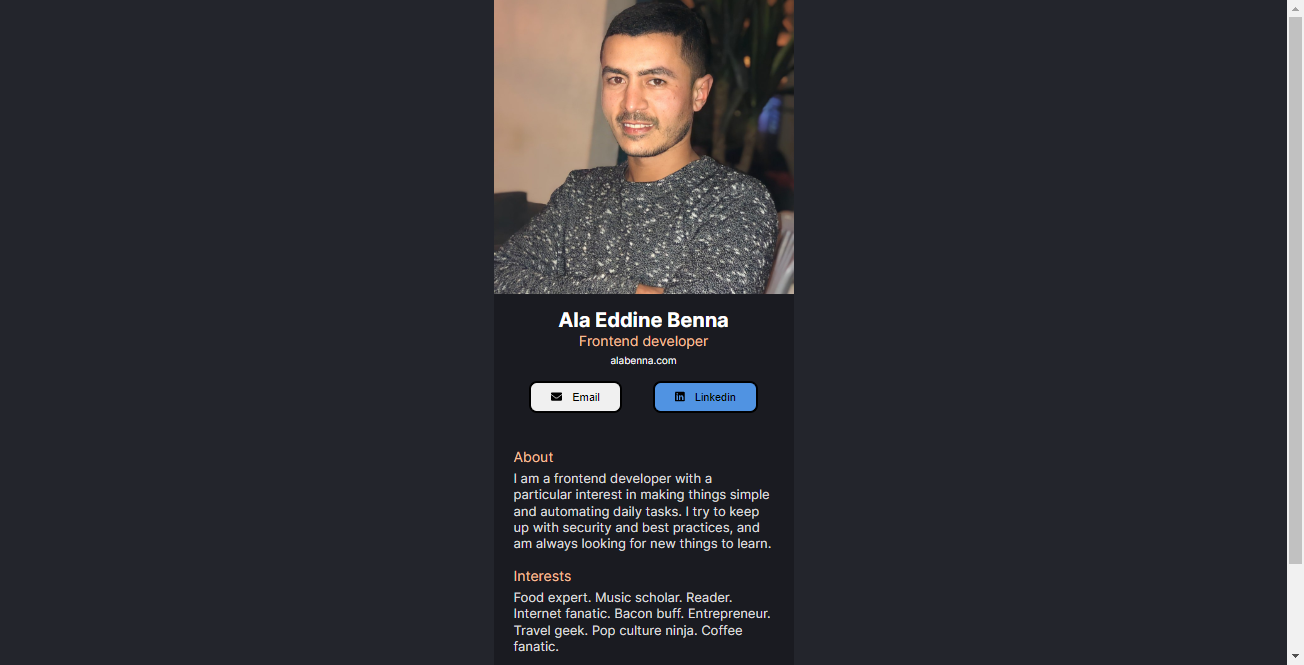 Ala Eddine Benna
Frontend developer
alabenna.com
Email
Linkedin
About
I am a frontend developer with a
particular interest in making things simple
and automating daily tasks. I try to keep
up with security and best practices, and
am always looking for new things to learn.
Interests
Food expert. Music scholar. Reader.
Internet fanatic. Bacon buff. Entrepreneur.
Travel geek. Pop culture ninja. Coffee
fanatic.